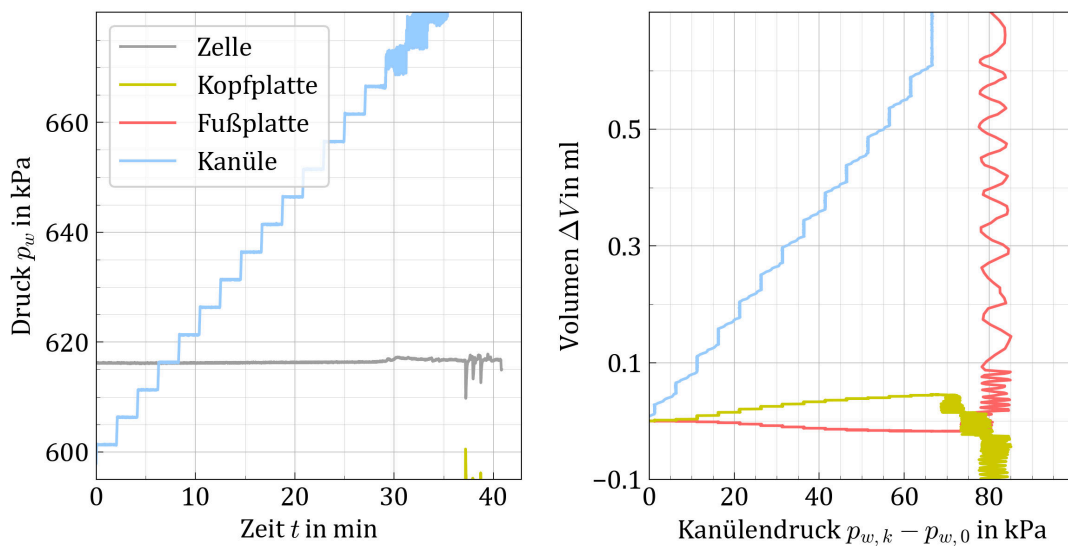 Zelle
Kopfplatte
Fußplatte
Kanüle
660
640
620
600
Druck p_w in kPa
0 10 20 30 40
Zeit t in min
0.5
0.3
0.1
−0.1
Volumen ΔV in ml
0 20 40 60 80
Kanülendruck p_{w, k} − p_{w, 0} in kPa